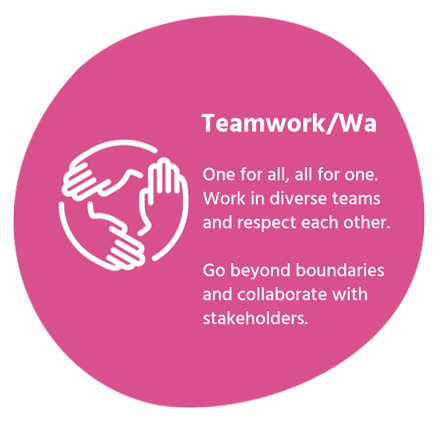 Teamwork/Wa
One for all, all for one.
Work in diverse teams
and respect each other.
Go beyond boundaries
and collaborate with
stakeholders.